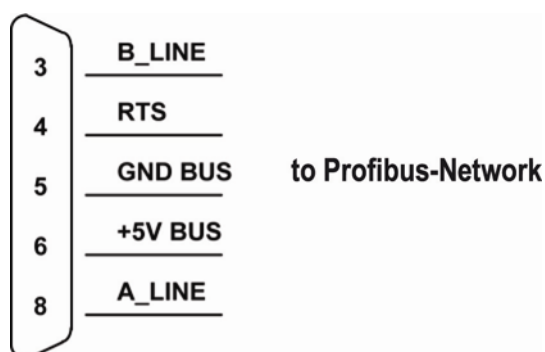 3 B_LINE
4 RTS
5 GND BUS to Profibus-Network
6 +5V BUS
8 A_LINE